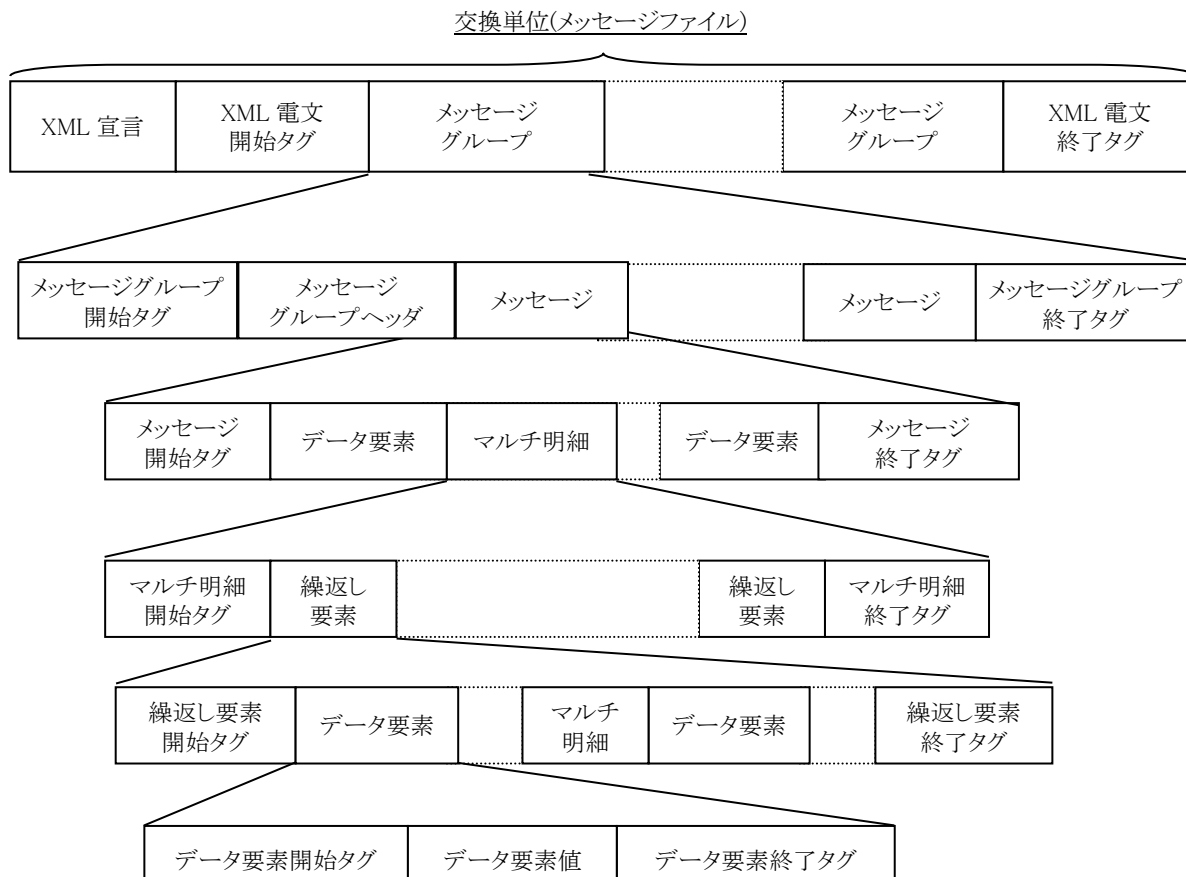 交換単位(メッセージファイル)
XML 宣言
XML 電文
開始タグ
メッセージ
グループ
メッセージ
グループ
XML 電文
終了タグ
メッセージグループ
開始タグ
メッセージ
グループヘッダ
メッセージ
メッセージ
メッセージグループ
終了タグ
メッセージ
開始タグ
データ要素
マルチ明細
データ要素
メッセージ
終了タグ
マルチ明細
開始タグ
繰返し
要素
繰返し
要素
マルチ明細
終了タグ
繰返し要素
開始タグ
データ要素
マルチ
明細
データ要素
繰返し要素
終了タグ
データ要素開始タグ
データ要素値
データ要素終了タグ